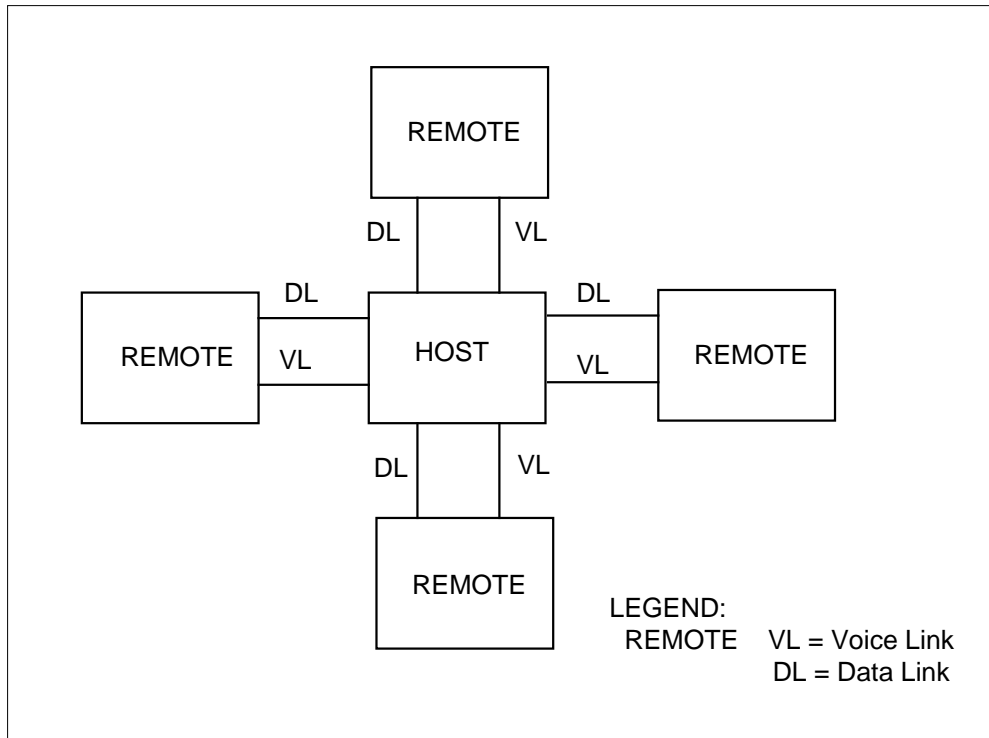 REMOTE
DL VL
DL DL
REMOTE HOST REMOTE
VL VL
DL VL
REMOTE
LEGEND:
REMOTE VL = Voice Link
DL = Data Link